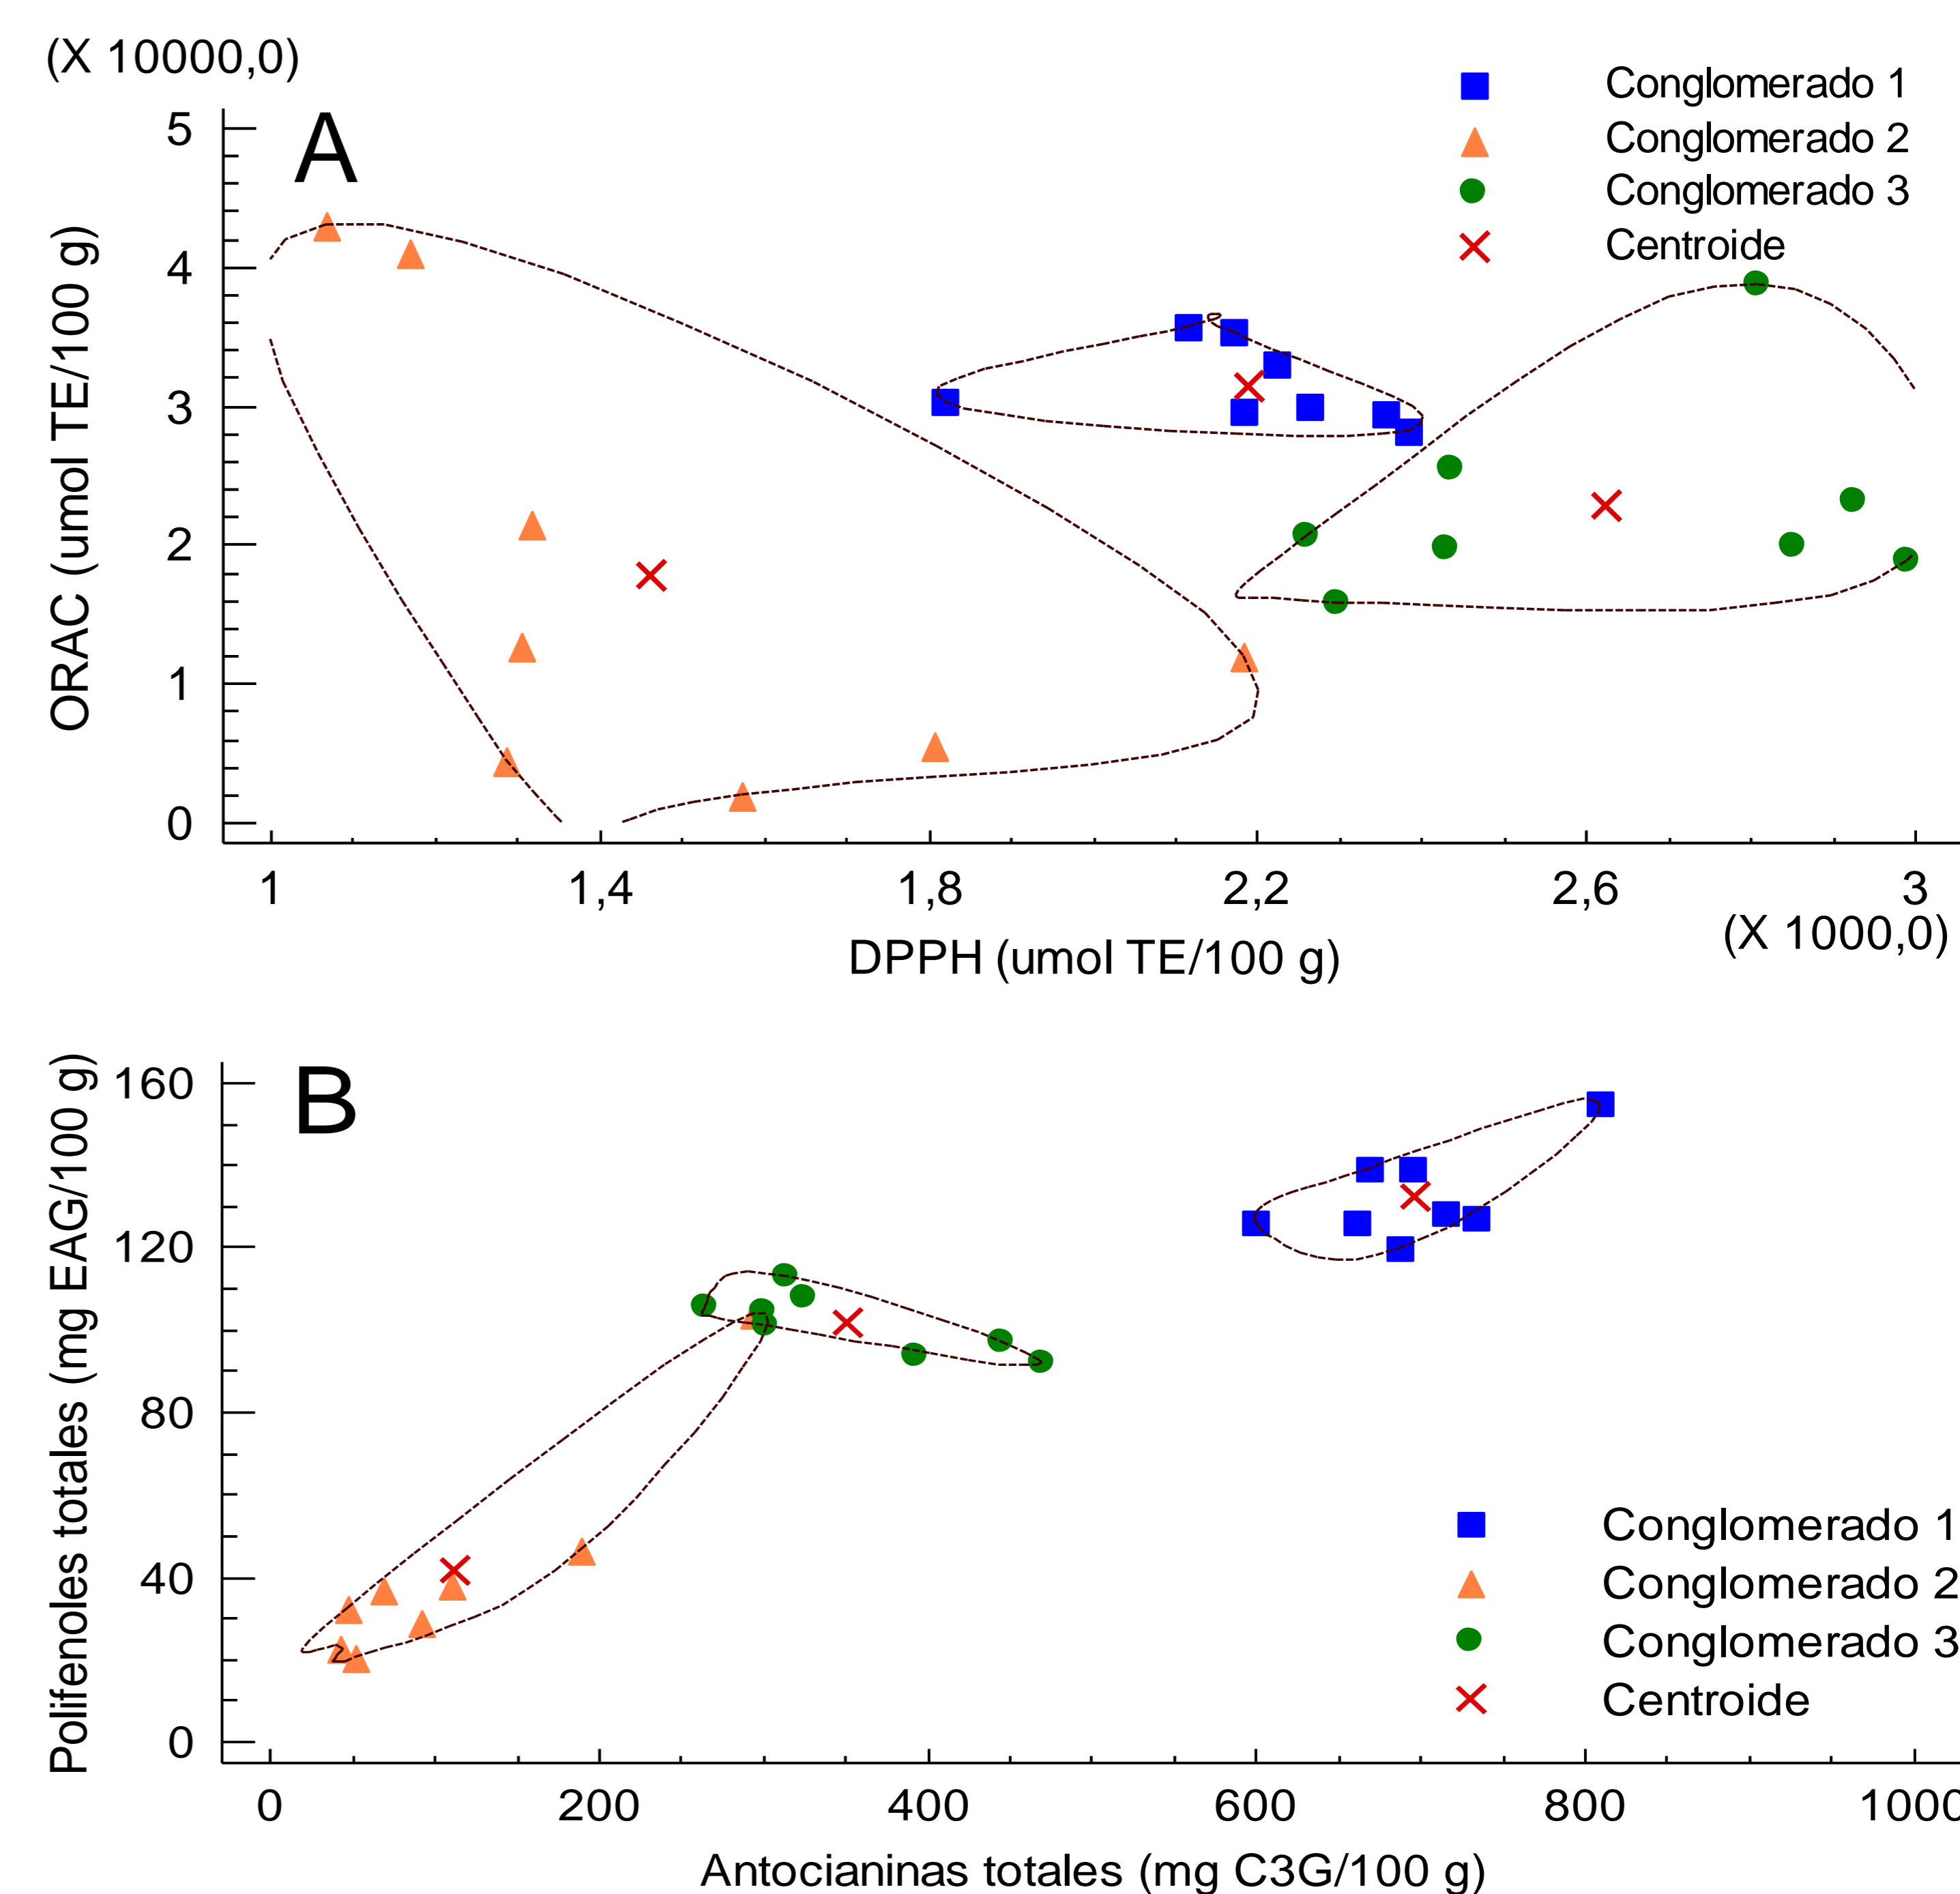 (X 10000,0)
A
Conglomerado 1
Conglomerado 2
Conglomerado 3
Centroide
ORAC (umol TE/100 g)
5
4
3
2
1
0
1 1,4 1,8 2,2 2,6 3
(X 1000,0)
DPPH (umol TE/100 g)
B
Polifenoles totales (mg EAG/100 g)
160
120
80
40
0
Conglomerado 1
Conglomerado 2
Conglomerado 3
Centroide
0 200 400 600 800 1000
Antocianinas totales (mg C3G/100 g)